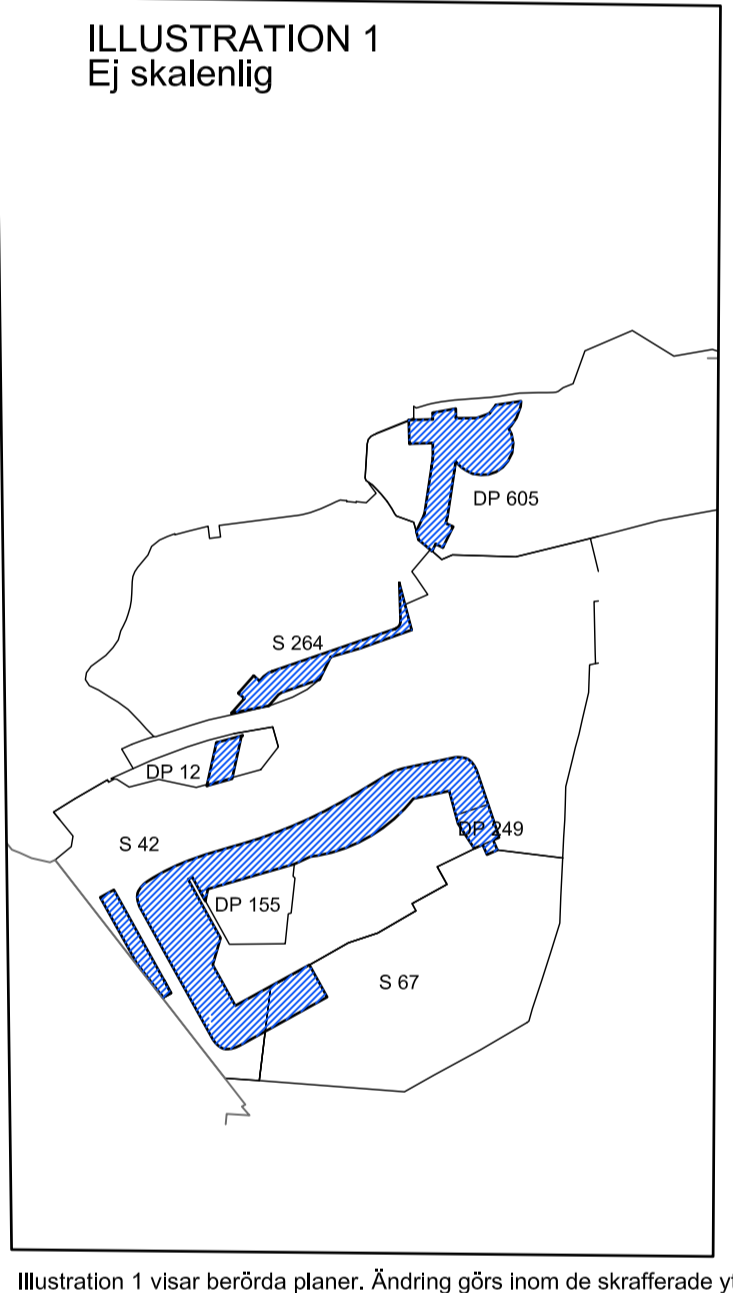 ILLUSTRATION 1
Ej skalenlig
DP 605
S 264
DP 12
S 42
DP 249
DP 155
S 67
Illustration 1 visar berörda planer. Ändring görs inom de skrafferade